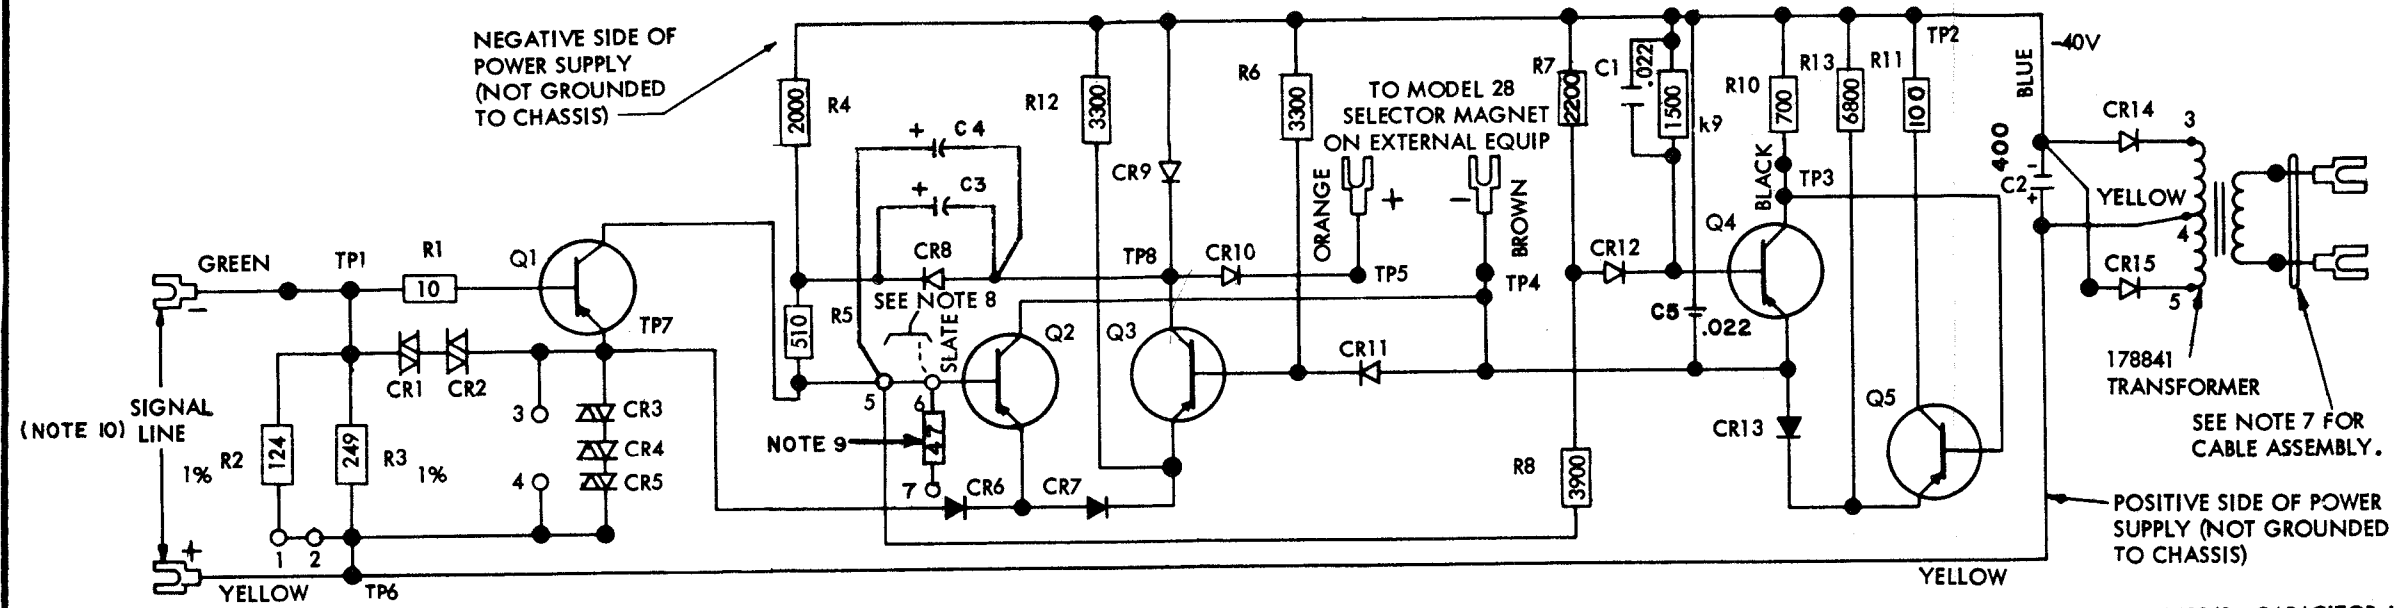 NEGATIVE SIDE OF
POWER SUPPLY
(NOT GROUNDED
TO CHASSIS)
2000
R4
R12
3300
CR9
R6
3300
TO MODEL 28
SELECTOR MAGNET
ON EXTERNAL EQUIP
ORANGE
+
-
BROWN
R7
2200
C1
.022
1500
k9
R10
700
R13
6800
R11
100
TP2
-40V
BLUE
BLACK
TP3
400
-
C2
+
CR14
3
YELLOW
4
CR15
5
+ C4
+ C3
CR8
SEE NOTE 8
TP8
CR10
TP5
TP4
CR12
Q4
C5
.022
GREEN
-
TP1
R1
10
Q1
TP7
R5
510
SLATE
Q2
Q3
CR11
178841
TRANSFORMER
SEE NOTE 7 FOR
CABLE ASSEMBLY.
CR1
CR2
(NOTE 10)
SIGNAL
LINE
1%
R2
124
249
R3
1%
3
4
CR3
CR4
CR5
5
6
NOTE 9
47
7
CR6
CR7
R8
3900
CR13
Q5
POSITIVE SIDE OF POWER
SUPPLY (NOT GROUNDED
TO CHASSIS)
+
1
2
YELLOW
TP6
YELLOW